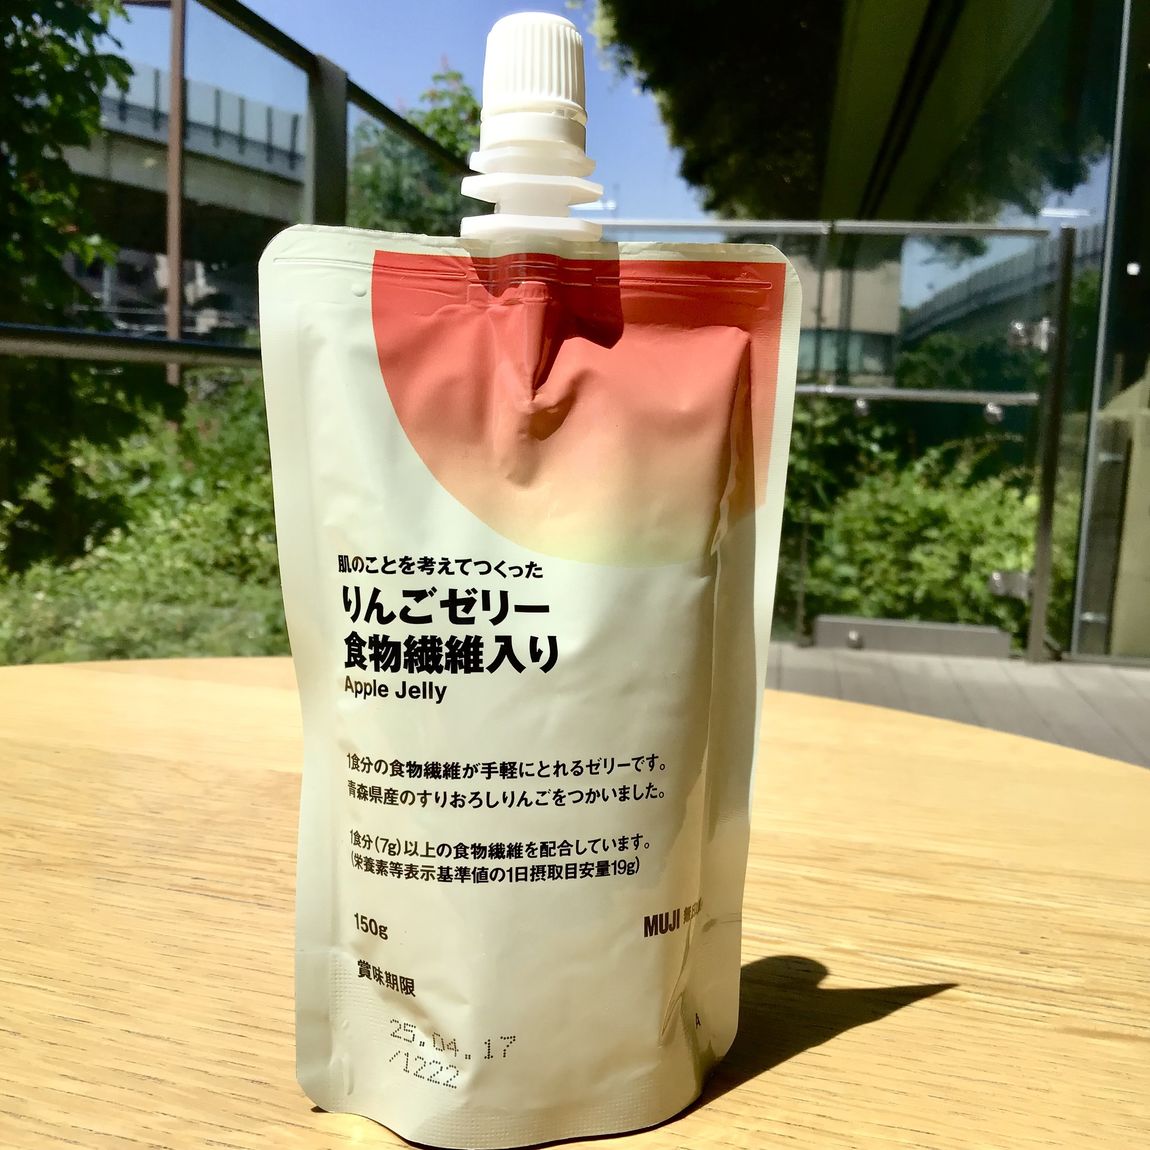 肌のことを考えてつくった
りんごゼリー
食物繊維入り
Apple Jelly
1食分の食物繊維が手軽にとれるゼリーです。
青森県産のすりおろしりんごをつかいました。
1食分(7g)以上の食物繊維を配合しています。
(栄養素等表示基準値の1日摂取目安量19g)
150g
MUJI 無
賞味期限
25.04.17
/1222
A